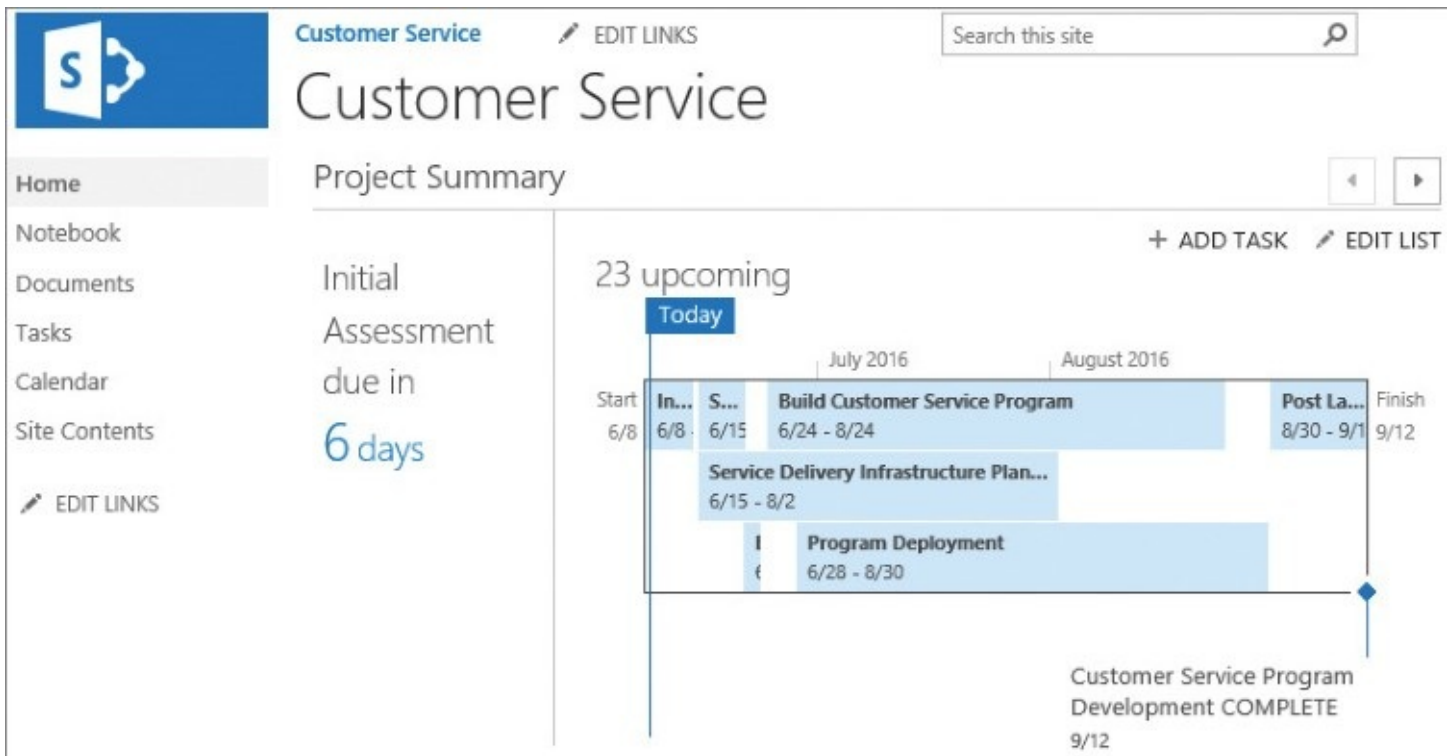 S
Customer Service
EDIT LINKS
Search this site
Customer Service
Home
Notebook
Documents
Tasks
Calendar
Site Contents
EDIT LINKS
Project Summary
+ ADD TASK
EDIT LIST
Initial
Assessment
due in
6 days
23 upcoming
Today
July 2016
August 2016
Start
6/8
In...
6/8 -
S...
6/15
Build Customer Service Program
6/24 - 8/24
Post La...
8/30 - 9/1
Finish
9/12
Service Delivery Infrastructure Plan...
6/15 - 8/2
Program Deployment
6/28 - 8/30
Customer Service Program
Development COMPLETE
9/12